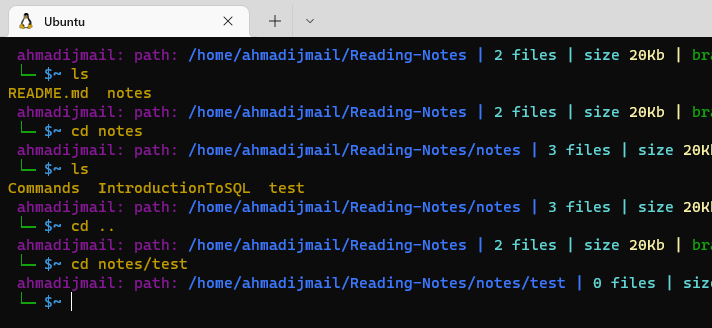 Ubuntu
ahmadijmail: path: /home/ahmadijmail/Reading-Notes | 2 files | size 20Kb | br
└─ $~ ls
README.md  notes
ahmadijmail: path: /home/ahmadijmail/Reading-Notes | 2 files | size 20Kb | br
└─ $~ cd notes
ahmadijmail: path: /home/ahmadijmail/Reading-Notes/notes | 3 files | size 20K
└─ $~ ls
Commands  IntroductionToSQL  test
ahmadijmail: path: /home/ahmadijmail/Reading-Notes/notes | 3 files | size 20K
└─ $~ cd ..
ahmadijmail: path: /home/ahmadijmail/Reading-Notes | 2 files | size 20Kb | br
└─ $~ cd notes/test
ahmadijmail: path: /home/ahmadijmail/Reading-Notes/notes/test | 0 files | siz
└─ $~